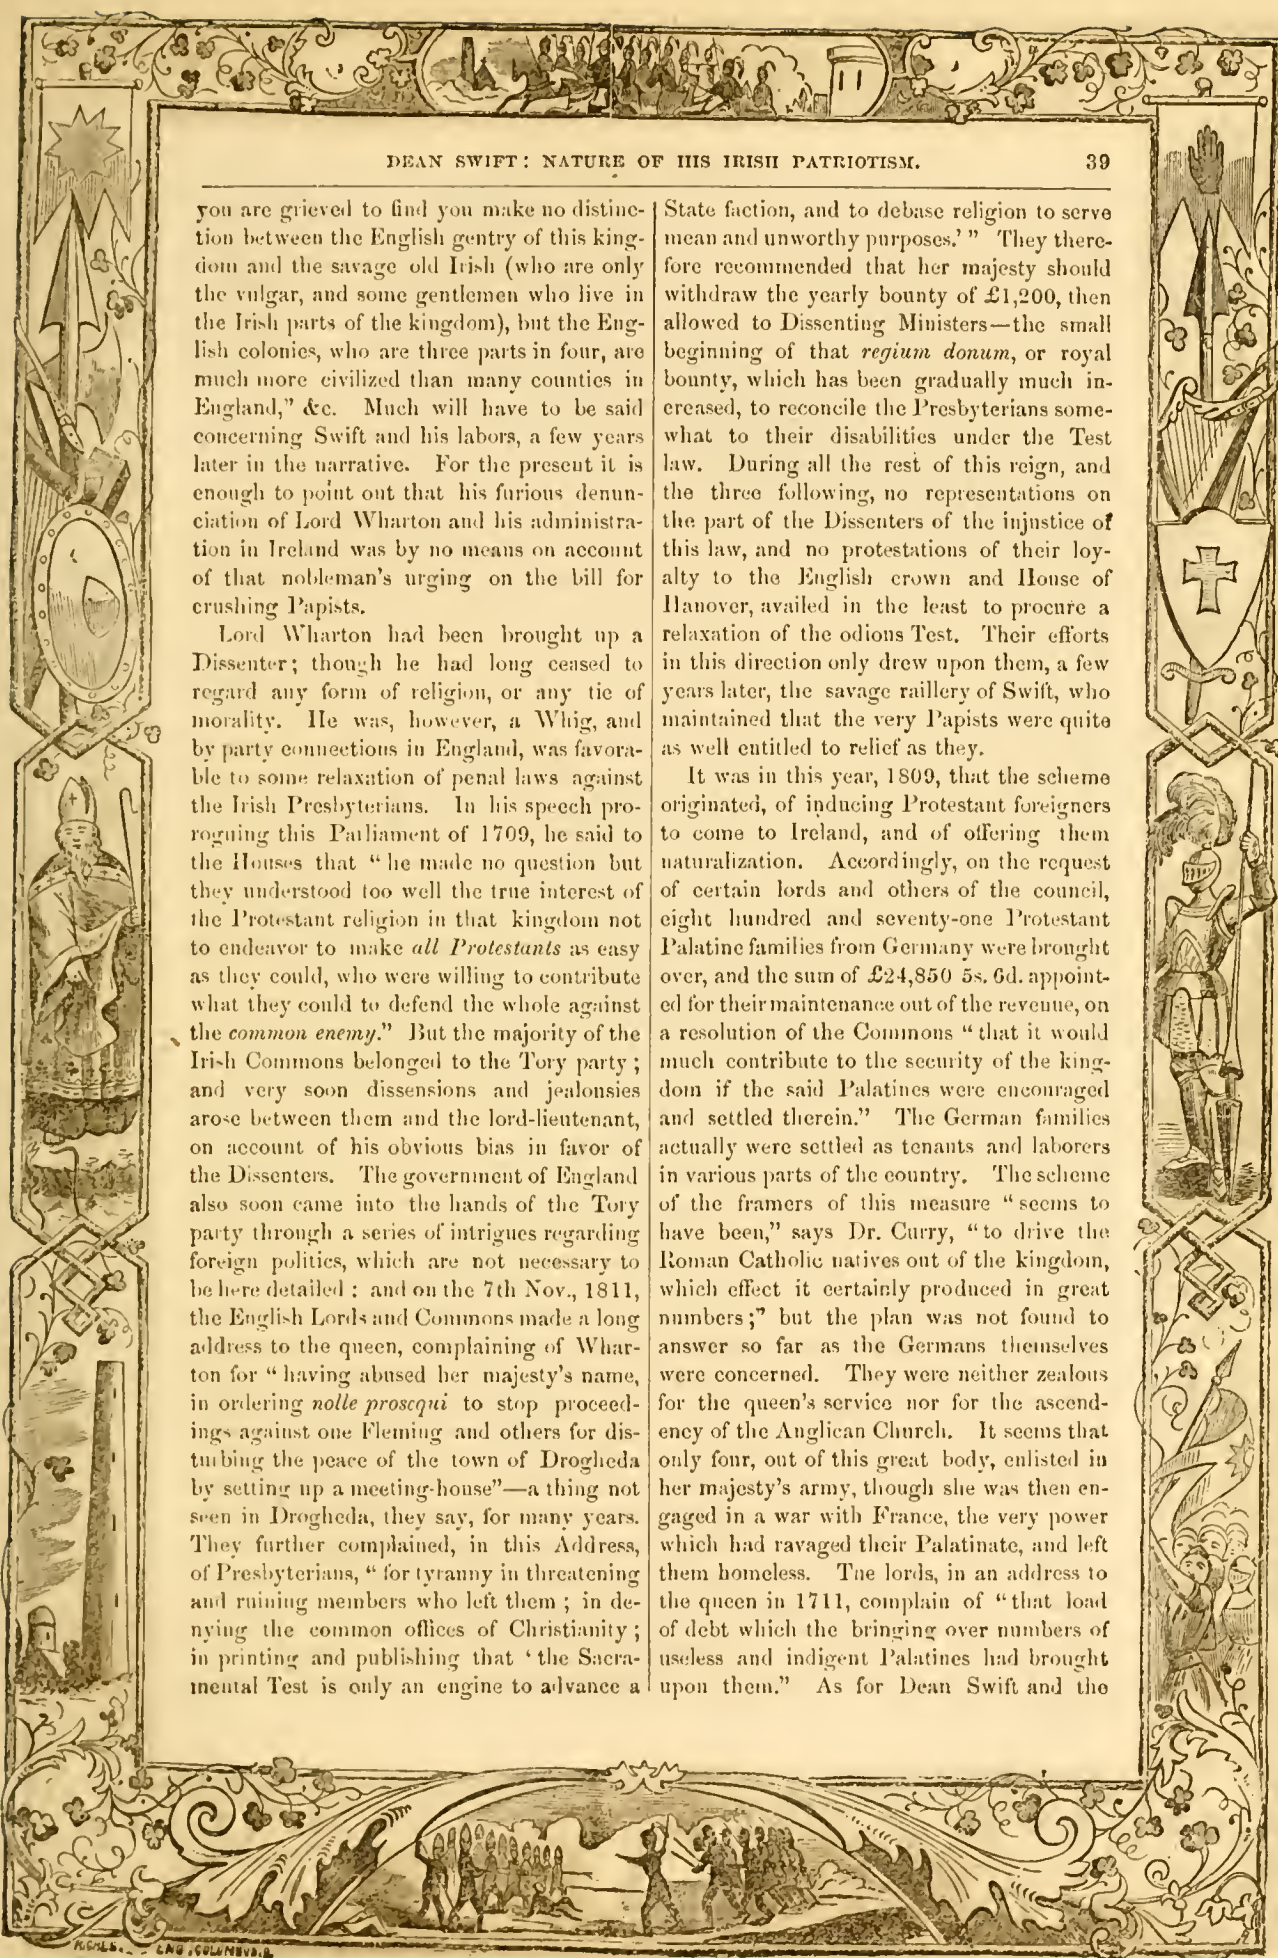 DEAN SWIFT: NATURE OF HIS IRISH PATRIOTISM. 39
you are grieved to find you make no distinc-
tion between the English gentry of this king-
dom and the savage old Irish (who are only
the vulgar, and some gentlemen who live in
the Irish parts of the kingdom), but the Eng-
lish colonies, who are three parts in four, are
much more civilized than many counties in
England," &c. Much will have to be said
concerning Swift and his labors, a few years
later in the narrative. For the present it is
enough to point out that his furious denun-
ciation of Lord Wharton and his administra-
tion in Ireland was by no means on account
of that nobleman's urging on the bill for
crushing Papists.
Lord Wharton had been brought up a
Dissenter; though he had long ceased to
regard any form of religion, or any tie of
morality. He was, however, a Whig, and
by party connections in England, was favora-
ble to some relaxation of penal laws against
the Irish Presbyterians. In his speech pro-
roguing this Parliament of 1709, he said to
the Houses that "he made no question but
they understood too well the true interest of
the Protestant religion in that kingdom not
to endeavor to make all Protestants as easy
as they could, who were willing to contribute
what they could to defend the whole against
the common enemy." But the majority of the
Irish Commons belonged to the Tory party;
and very soon dissensions and jealousies
arose between them and the lord-lieutenant,
on account of his obvious bias in favor of
the Dissenters. The government of England
also soon came into the hands of the Tory
party through a series of intrigues regarding
foreign politics, which are not necessary to
be here detailed: and on the 7th Nov., 1811,
the English Lords and Commons made a long
address to the queen, complaining of Whar-
ton for "having abused her majesty's name,
in ordering nolle prosequi to stop proceed-
ings against one Fleming and others for dis-
turbing the peace of the town of Drogheda
by setting up a meeting-house"—a thing not
seen in Drogheda, they say, for many years.
They further complained, in this Address,
of Presbyterians, "for tyranny in threatening
and ruining members who left them; in de-
nying the common offices of Christianity;
in printing and publishing that 'the Sacra-
mental Test is only an engine to advance a
State faction, and to debase religion to serve
mean and unworthy purposes.'" They there-
fore recommended that her majesty should
withdraw the yearly bounty of £1,200, then
allowed to Dissenting Ministers—the small
beginning of that regium donum, or royal
bounty, which has been gradually much in-
creased, to reconcile the Presbyterians some-
what to their disabilities under the Test
law. During all the rest of this reign, and
the three following, no representations on
the part of the Dissenters of the injustice of
this law, and no protestations of their loy-
alty to the English crown and House of
Hanover, availed in the least to procure a
relaxation of the odious Test. Their efforts
in this direction only drew upon them, a few
years later, the savage raillery of Swift, who
maintained that the very Papists were quite
as well entitled to relief as they.
It was in this year, 1809, that the scheme
originated, of inducing Protestant foreigners
to come to Ireland, and of offering them
naturalization. Accordingly, on the request
of certain lords and others of the council,
eight hundred and seventy-one Protestant
Palatine families from Germany were brought
over, and the sum of £24,850 5s. 6d. appoint-
ed for their maintenance out of the revenue, on
a resolution of the Commons "that it would
much contribute to the security of the king-
dom if the said Palatines were encouraged
and settled therein." The German families
actually were settled as tenants and laborers
in various parts of the country. The scheme
of the framers of this measure "seems to
have been," says Dr. Curry, "to drive the
Roman Catholic natives out of the kingdom,
which effect it certainly produced in great
numbers;" but the plan was not found to
answer so far as the Germans themselves
were concerned. They were neither zealous
for the queen's service nor for the ascend-
ency of the Anglican Church. It seems that
only four, out of this great body, enlisted in
her majesty's army, though she was then en-
gaged in a war with France, the very power
which had ravaged their Palatinate, and left
them homeless. The lords, in an address to
the queen in 1711, complain of "that load
of debt which the bringing over numbers of
useless and indigent Palatines had brought
upon them." As for Dean Swift and the